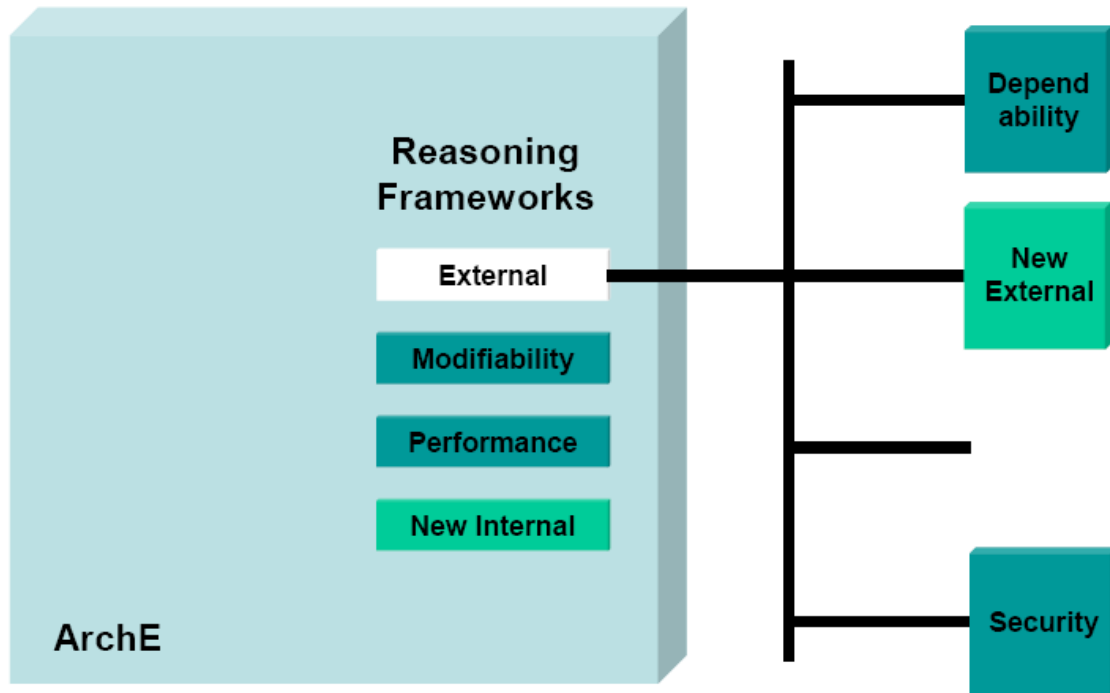 Reasoning
Frameworks
External
Modifiability
Performance
New Internal
ArchE
Depend
ability
New
External
Security